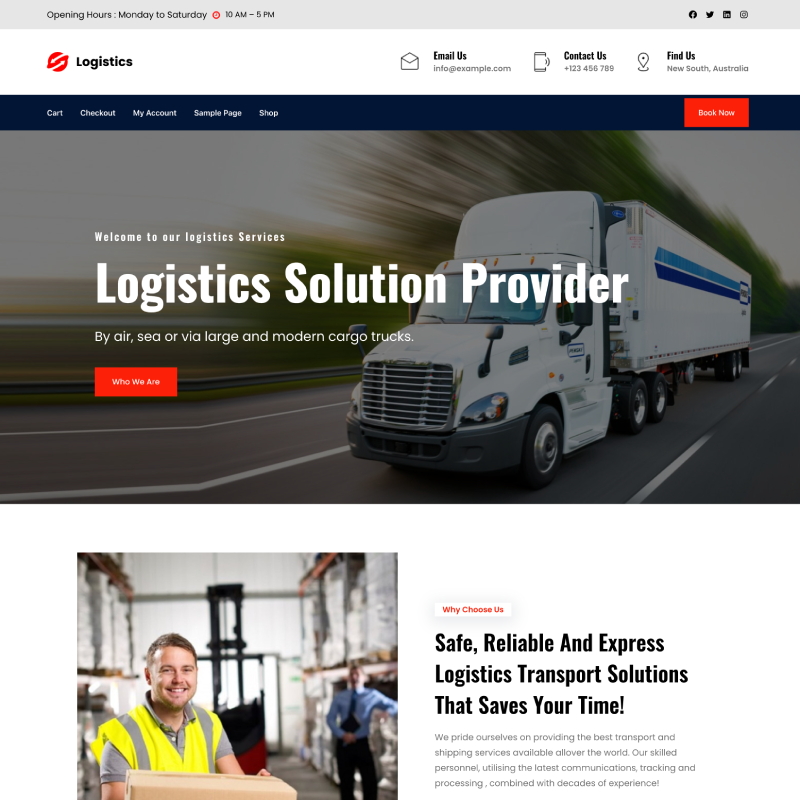 Opening Hours : Monday to Saturday 10 AM – 5 PM
Logistics
Email Us
info@example.com
Contact Us
+123 456 789
Find Us
New South, Australia
Cart Checkout My Account Sample Page Shop Book Now
Welcome to our logistics Services
Logistics Solution Provider
By air, sea or via large and modern cargo trucks.
Who We Are
Why Choose Us
Safe, Reliable And Express
Logistics Transport Solutions
That Saves Your Time!
We pride ourselves on providing the best transport and
shipping services available allover the world. Our skilled
personnel, utilising the latest communications, tracking and
processing , combined with decades of experience!